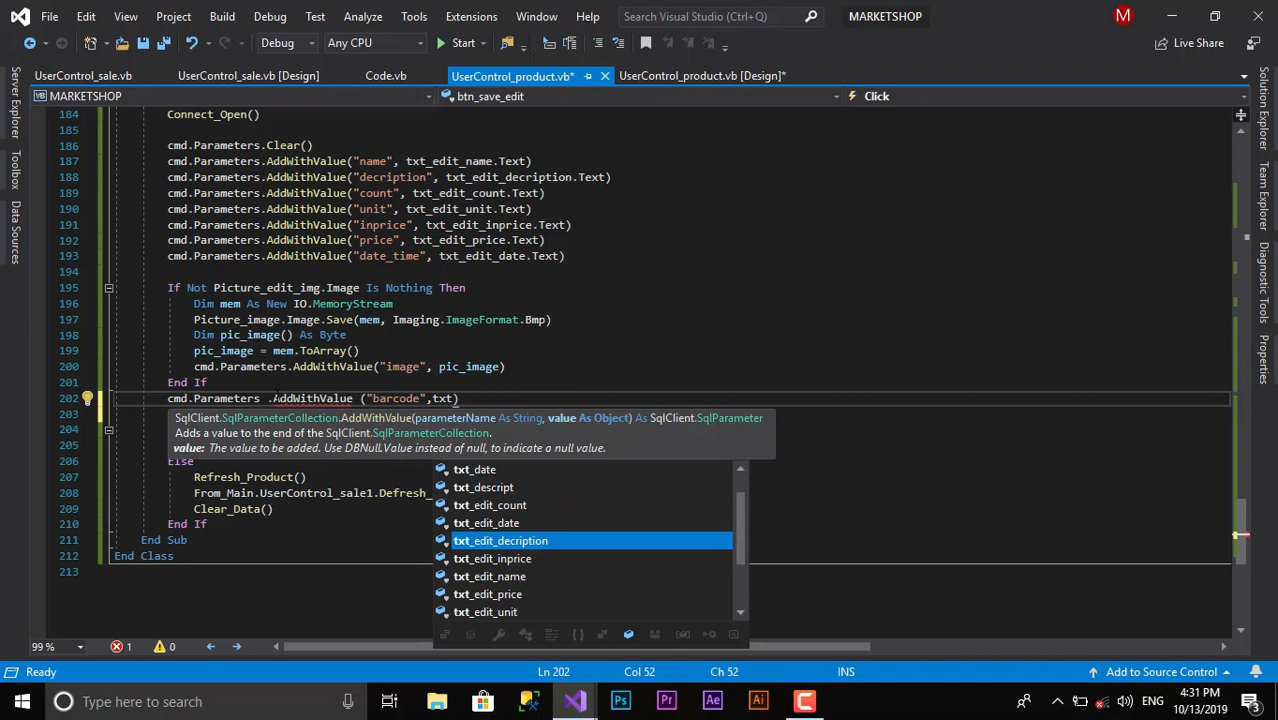 File Edit View Project Build Debug Test Analyze Tools Extensions Window Help Search Visual Studio (Ctrl+Q) MARKETSHOP M
Debug Any CPU Start Live Share
UserControl_sale.vb UserControl_sale.vb [Design] Code.vb UserControl_product.vb* UserControl_product.vb [Design]*
VB MARKETSHOP btn_save_edit Click
Server Explorer
Toolbox
Data Sources
184 Connect_Open()
185
186 cmd.Parameters.Clear()
187 cmd.Parameters.AddWithValue("name", txt_edit_name.Text)
188 cmd.Parameters.AddWithValue("decription", txt_edit_decription.Text)
189 cmd.Parameters.AddWithValue("count", txt_edit_count.Text)
190 cmd.Parameters.AddWithValue("unit", txt_edit_unit.Text)
191 cmd.Parameters.AddWithValue("inprice", txt_edit_inprice.Text)
192 cmd.Parameters.AddWithValue("price", txt_edit_price.Text)
193 cmd.Parameters.AddWithValue("date_time", txt_edit_date.Text)
194
195 If Not Picture_edit_img.Image Is Nothing Then
196 Dim mem As New IO.MemoryStream
197 Picture_image.Image.Save(mem, Imaging.ImageFormat.Bmp)
198 Dim pic_image() As Byte
199 pic_image = mem.ToArray()
200 cmd.Parameters.AddWithValue("image", pic_image)
201 End If
202 cmd.Parameters .AddWithValue ("barcode",txt)
203
SqlClient.SqlParameterCollection.AddWithValue(parameterName As String, value As Object) As SqlClient.SqlParameter
204
Adds a value to the end of the SqlClient.SqlParameterCollection.
205
value: The value to be added. Use DBNull.Value instead of null, to indicate a null value.
206 Else
207 Refresh_Product()
208 From_Main.UserControl_sale1.Defresh_
209 Clear_Data()
210 End If
211 End Sub
212 End Class
213
txt_date
txt_descript
txt_edit_count
txt_edit_date
txt_edit_decription
txt_edit_inprice
txt_edit_name
txt_edit_price
txt_edit_unit
Solution Explorer
Team Explorer
Diagnostic Tools
Properties
99 % 1 0
Ready Ln 202 Col 52 Ch 52 INS Add to Source Control
Type here to search Ps Pr Ae Ai ENG 4:31 PM
10/13/2019 3